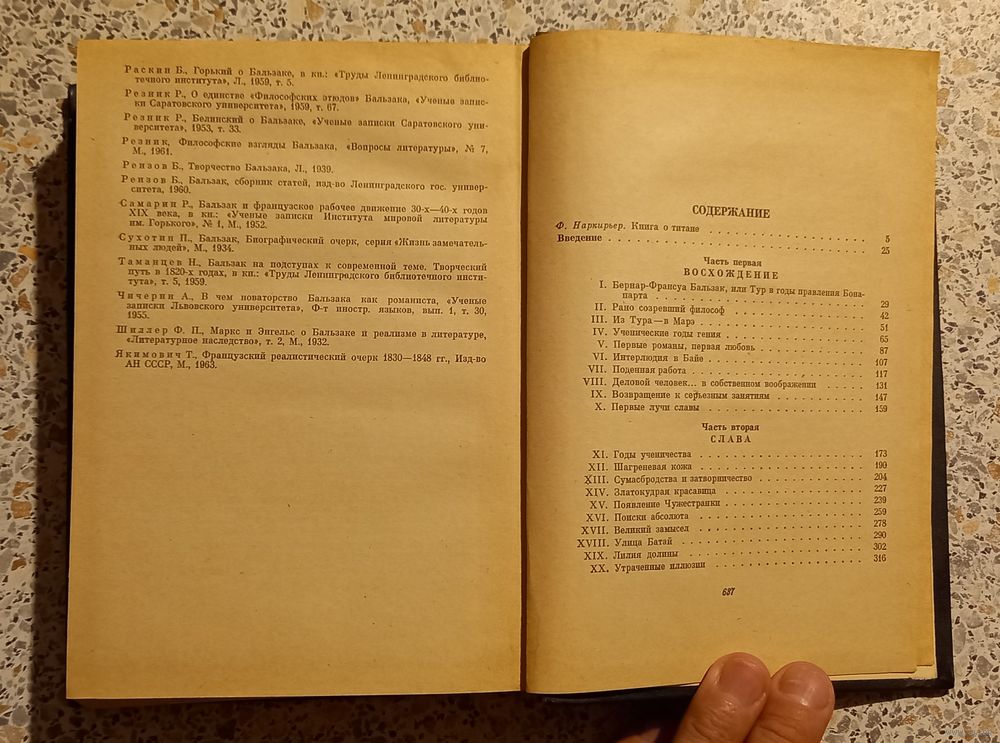 Раскин Б., Горький о Бальзаке, в кн.: «Труды Ленинградского библио-
течного института», Л., 1959, т. 5.
Резник Р., О единстве «Философских этюдов» Бальзака, «Ученые запис-
ки Саратовского университета», 1959, т. 67.
Резник Р., Белинский о Бальзаке, «Ученые записки Саратовского уни-
верситета», 1953, т. 33.
Резник, Философские взгляды Бальзака, «Вопросы литературы», № 7,
М., 1961.
Реизов Б., Творчество Бальзака, Л., 1939.
Реизов Б., Бальзак, сборник статей, изд-во Ленинградского гос. универ-
ситета, 1960.
Самарин Р., Бальзак и французское рабочее движение 30-х—40-х годов
XIX века, в кн.: «Ученые записки Института мировой литературы
им. Горького», № 1, М., 1952.
Сухотин П., Бальзак, Биографический очерк, серия «Жизнь замечатель-
ных людей», М., 1934.
Таманцев Н., Бальзак на подступах к современной теме. Творческий
путь в 1820-х годах, в кн.: «Труды Ленинградского библиотечного инсти-
тута», т. 5, 1959.
Чичерин А., В чем новаторство Бальзака как романиста, «Ученые
записки Львовского университета», Ф-т иностр. языков, вып. 1, т. 30,
1955.
Шиллер Ф. П., Маркс и Энгельс о Бальзаке и реализме в литературе,
«Литературное наследство», т. 2, М., 1932.
Якимович Т., Французский реалистический очерк 1830—1848 гг., Изд-во
АН СССР, М., 1963.
СОДЕРЖАНИЕ
Ф. Наркирьер. Книга о титане . . . . . . . . . . . . . 5
Введение . . . . . . . . . . . . . . . . . . . . 25
Часть первая
ВОСХОЖДЕНИЕ
I. Бернар-Франсуа Бальзак, или Тур в годы правления Бона-
парта . . . . . . . . . . . . . . . . . 29
II. Рано созревший философ . . . . . . . . . . . 42
III. Из Тура — в Марэ . . . . . . . . . . . . . 51
IV. Ученические годы гения . . . . . . . . . . . 65
V. Первые романы, первая любовь . . . . . . . . 87
VI. Интерлюдия в Байе . . . . . . . . . . . . 107
VII. Поденная работа . . . . . . . . . . . . . 117
VIII. Деловой человек... в собственном воображении . . . . 131
IX. Возвращение к серьезным занятиям . . . . . . . 147
X. Первые лучи славы . . . . . . . . . . . . 159
Часть вторая
СЛАВА
XI. Годы ученичества . . . . . . . . . . . . . 173
XII. Шагреневая кожа . . . . . . . . . . . . . 190
XIII. Сумасбродства и затворничество . . . . . . . . 204
XIV. Златокудрая красавица . . . . . . . . . . . 227
XV. Появление Чужестранки . . . . . . . . . . . 239
XVI. Поиски абсолюта . . . . . . . . . . . . . 259
XVII. Великий замысел . . . . . . . . . . . . . 278
XVIII. Улица Батай . . . . . . . . . . . . . . 290
XIX. Лилия долины . . . . . . . . . . . . . . 302
XX. Утраченные иллюзии . . . . . . . . . . . . 316
637